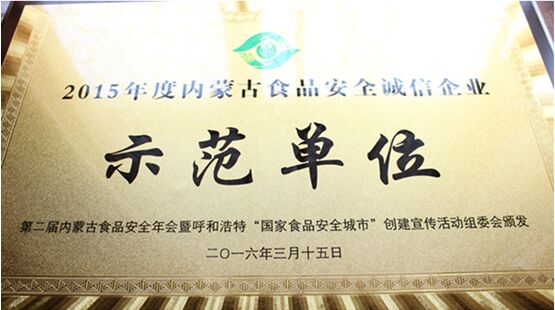 2015年度内蒙古食品安全诚信企业
示范单位
第二届内蒙古食品安全年会暨呼和浩特“国家食品安全城市”创建宣传活动组委会颁发
二〇一六年三月十五日